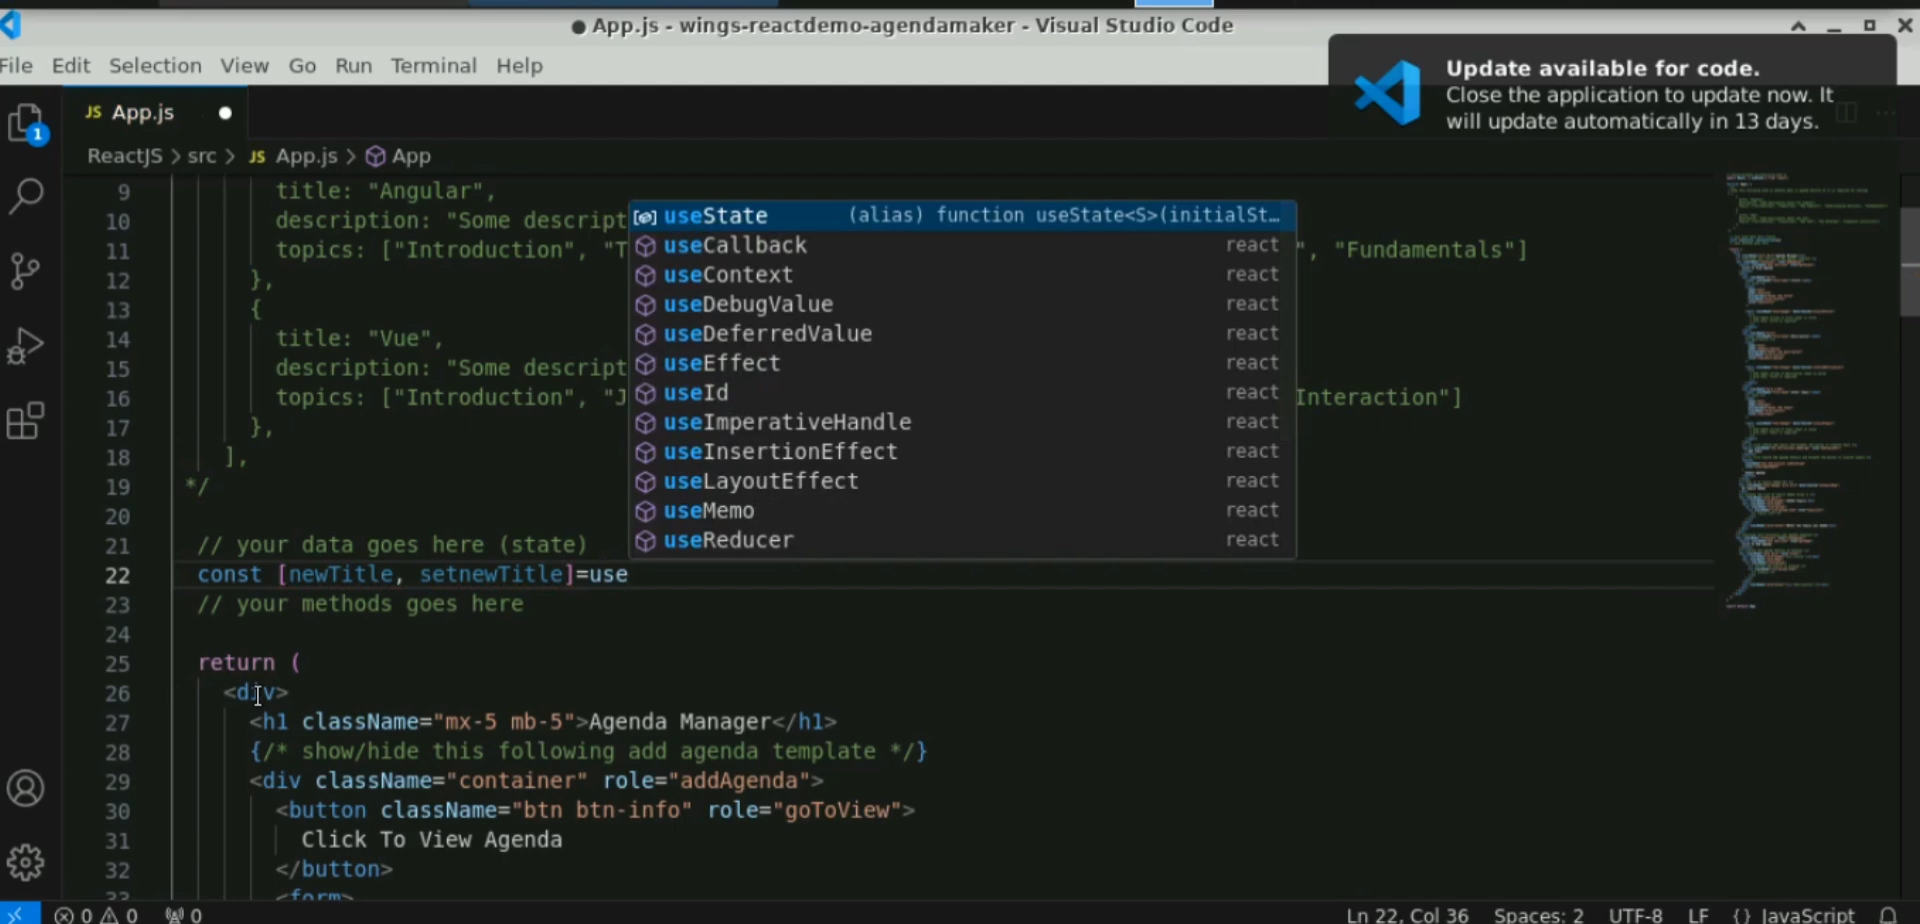 App.js - wings-reactdemo-agendamaker - Visual Studio Code
File Edit Selection View Go Run Terminal Help
Update available for code.
Close the application to update now. It
will update automatically in 13 days.
JS App.js
1
ReactJS > src > JS App.js > App
9 title: "Angular",
10 description: "Some descript
11 topics: ["Introduction", "T ", "Fundamentals"]
12 },
13 {
14 title: "Vue",
15 description: "Some descript
16 topics: ["Introduction", "J Interaction"]
17 },
18 ],
19 */
20
21 // your data goes here (state)
22 const [newTitle, setnewTitle]=use
23 // your methods goes here
24
25 return (
26 <div>
27 <h1 className="mx-5 mb-5">Agenda Manager</h1>
28 {/* show/hide this following add agenda template */}
29 <div className="container" role="addAgenda">
30 <button className="btn btn-info" role="goToView">
31 Click To View Agenda
32 </button>
33 <form>
useState (alias) function useState<S>(initialSt…
useCallback react
useContext react
useDebugValue react
useDeferredValue react
useEffect react
useId react
useImperativeHandle react
useInsertionEffect react
useLayoutEffect react
useMemo react
useReducer react
0 0 0 Ln 22, Col 36 Spaces: 2 UTF-8 LF {} JavaScript